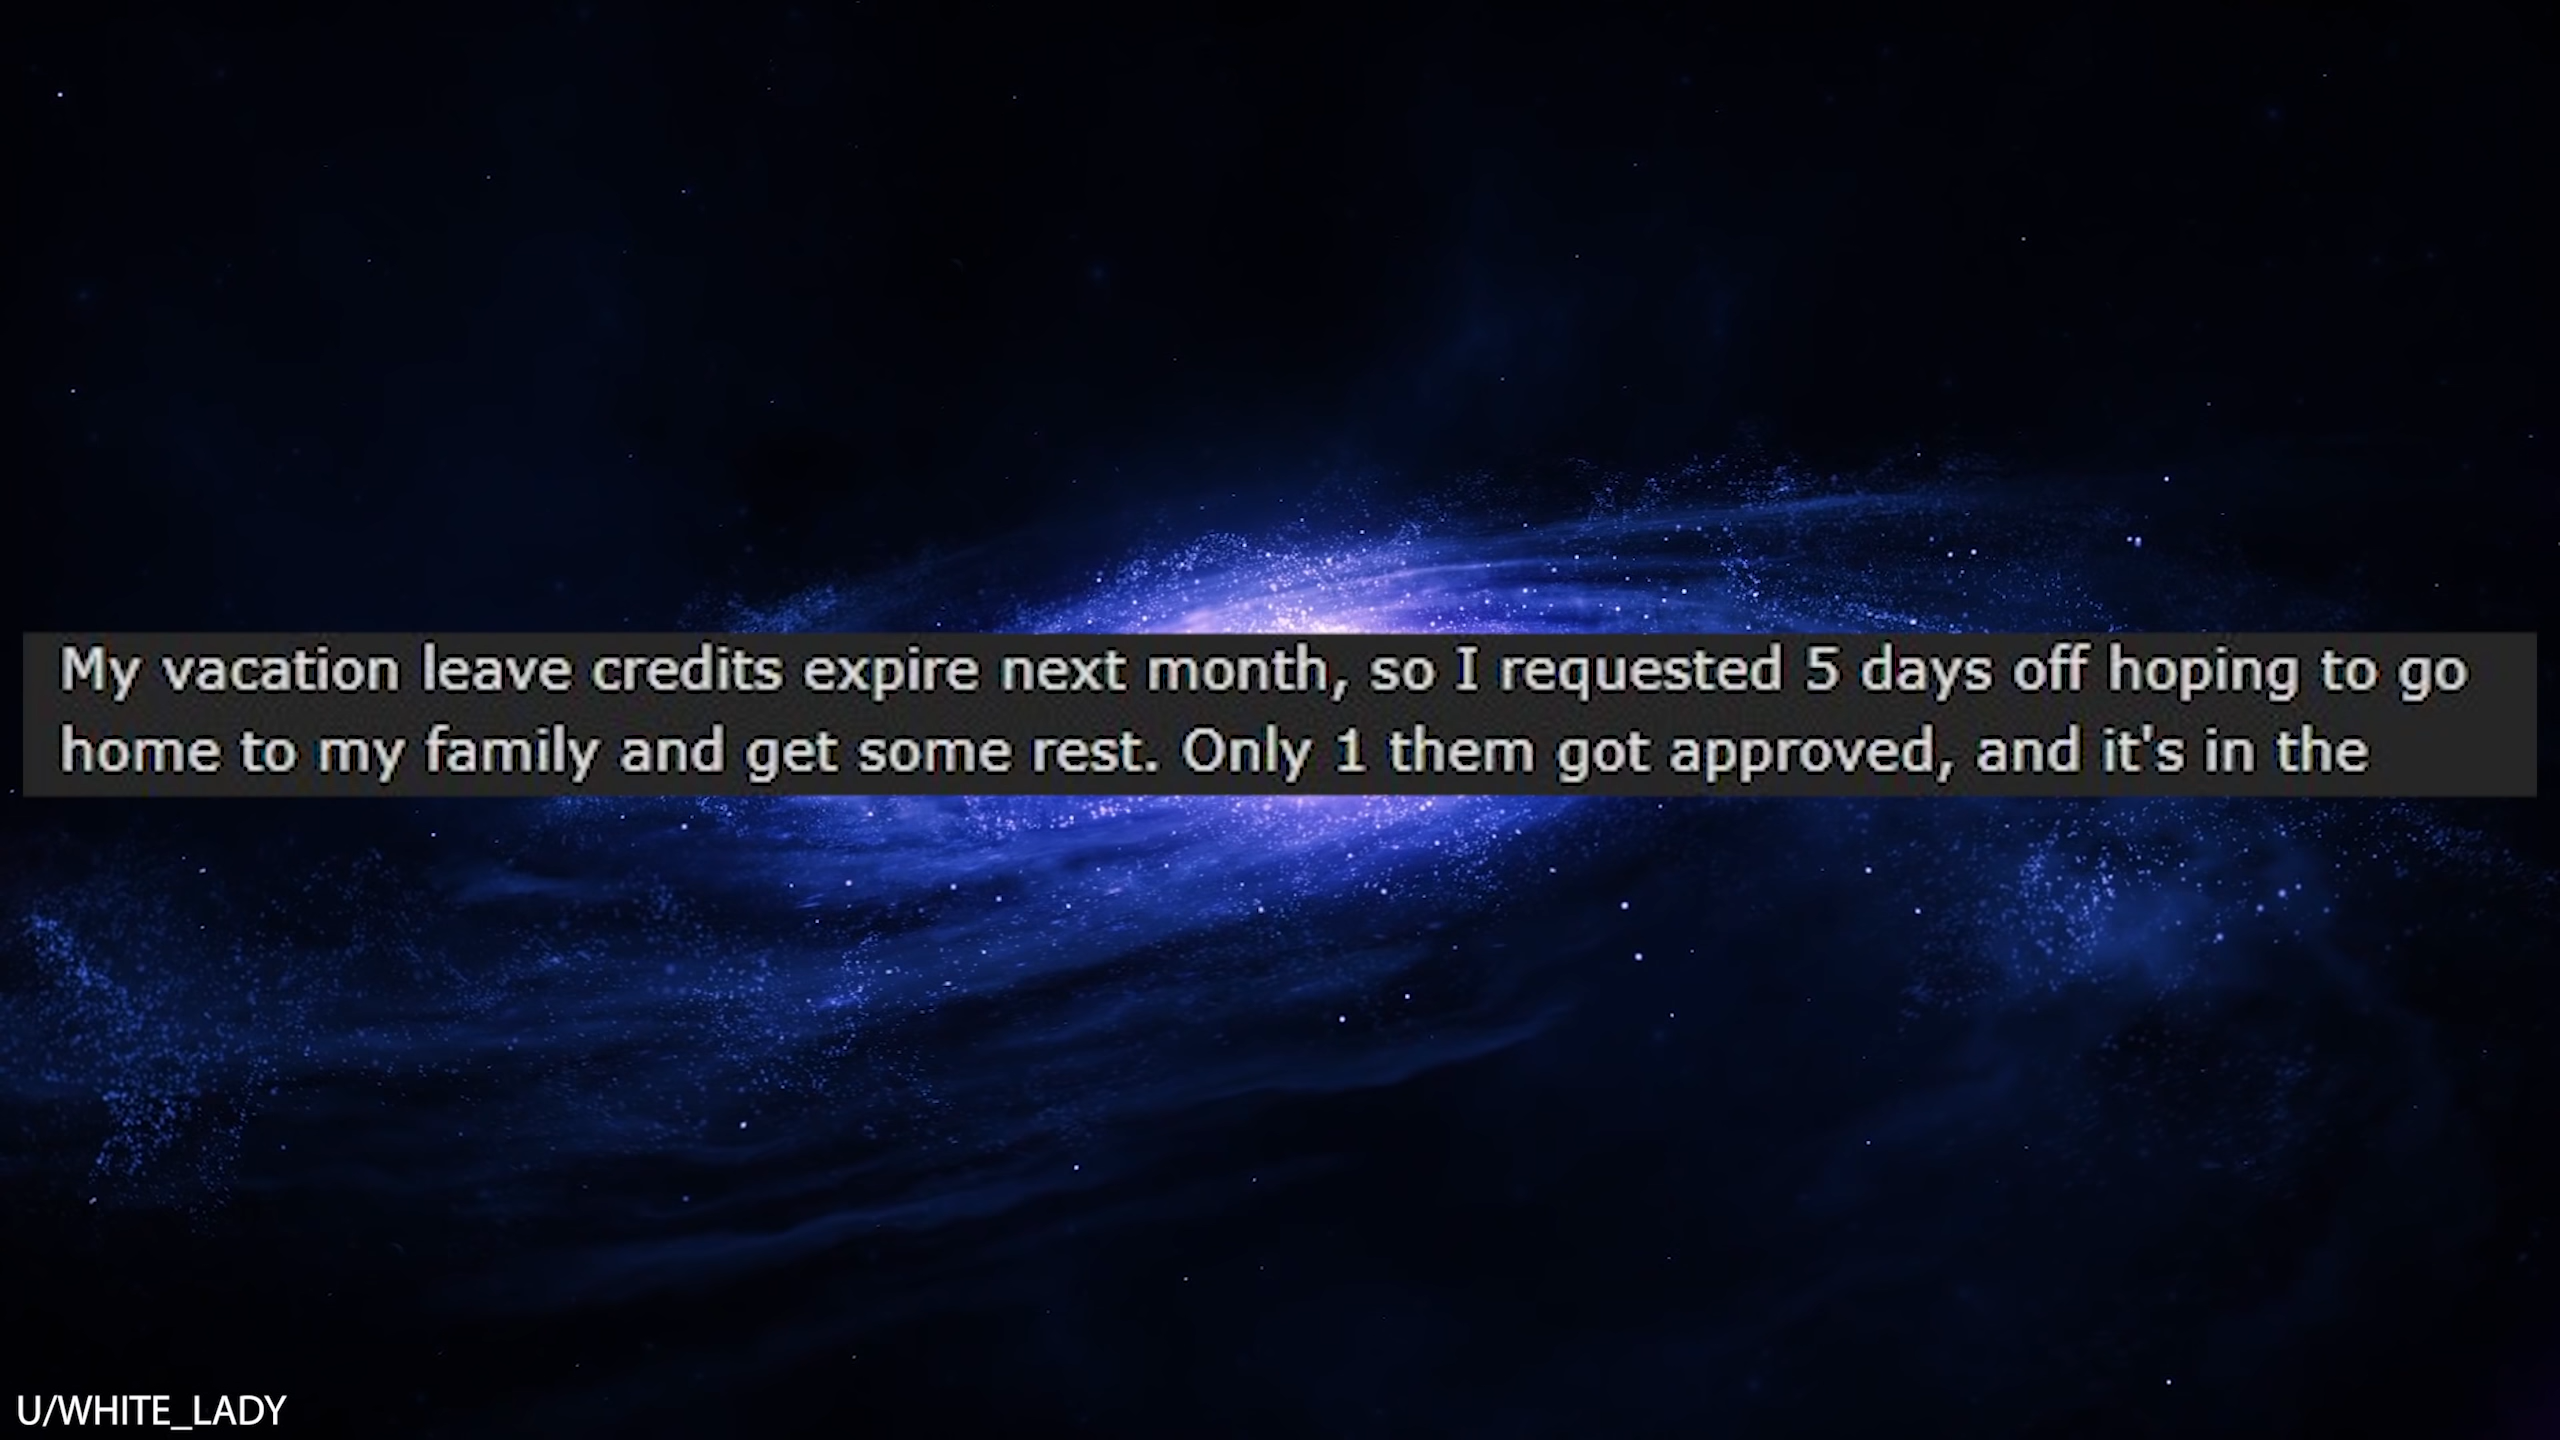 My vacation leave credits expire next month, so I requested 5 days off hoping to go
home to my family and get some rest. Only 1 them got approved, and it's in the
U/WHITE_LADY